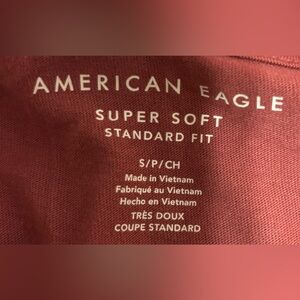 AMERICAN EAGLE
SUPER SOFT
STANDARD FIT
S/P/CH
Made in Vietnam
Fabriqué au Vietnam
Hecho en Vietnam
TRÈS DOUX
COUPE STANDARD